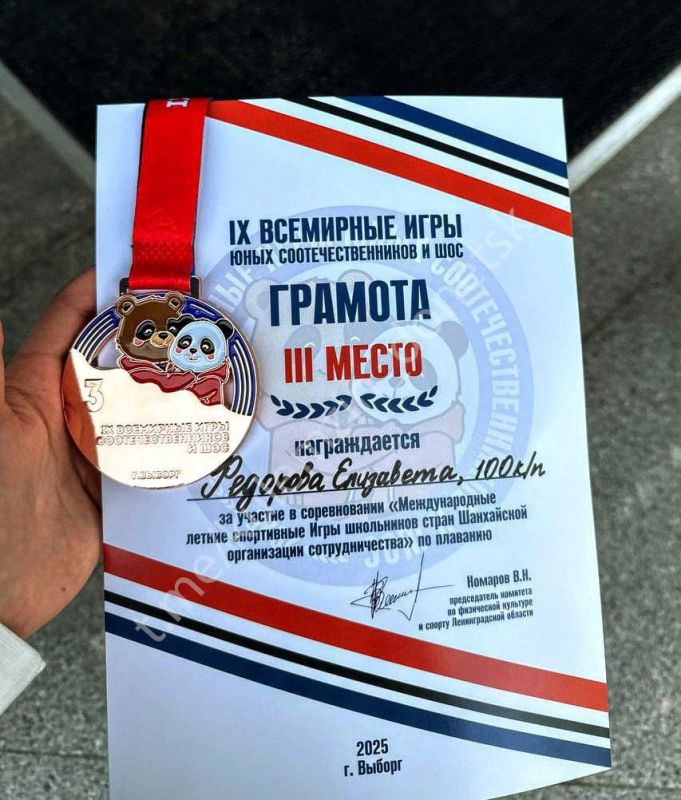 IX ВСЕМИРНЫЕ ИГРЫ
ЮНЫХ СООТЕЧЕСТВЕННИКОВ И ШОС
ГРАМОТА
III МЕСТО
награждается
Федорова Елизавета, 100к/п
за участие в соревновании «Международные
летние спортивные Игры школьников стран Шанхайской
организации сотрудничества» по плаванию
Номаров В.Н.
председатель комитета
по физической культуре
и спорту Ленинградской области
2025
г. Выборг
3
IX ВСЕМИРНЫЕ ИГРЫ
СООТЕЧЕСТВЕННИКОВ
И ШОС
Г.ВЫБОРГ